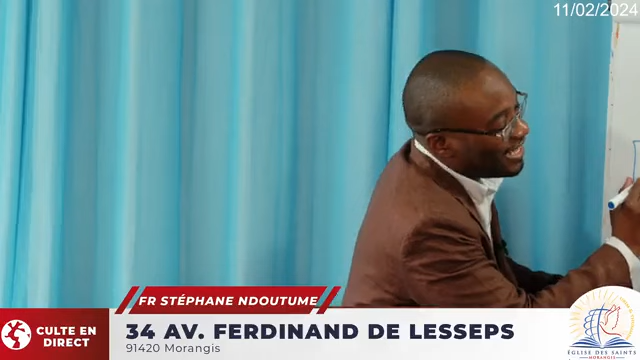 11/02/2024
FR STÉPHANE NDOUTUME
CULTE EN
DIRECT
34 AV. FERDINAND DE LESSEPS
91420 Morangis
ÉGLISE DES SAINTS
MORANGIS